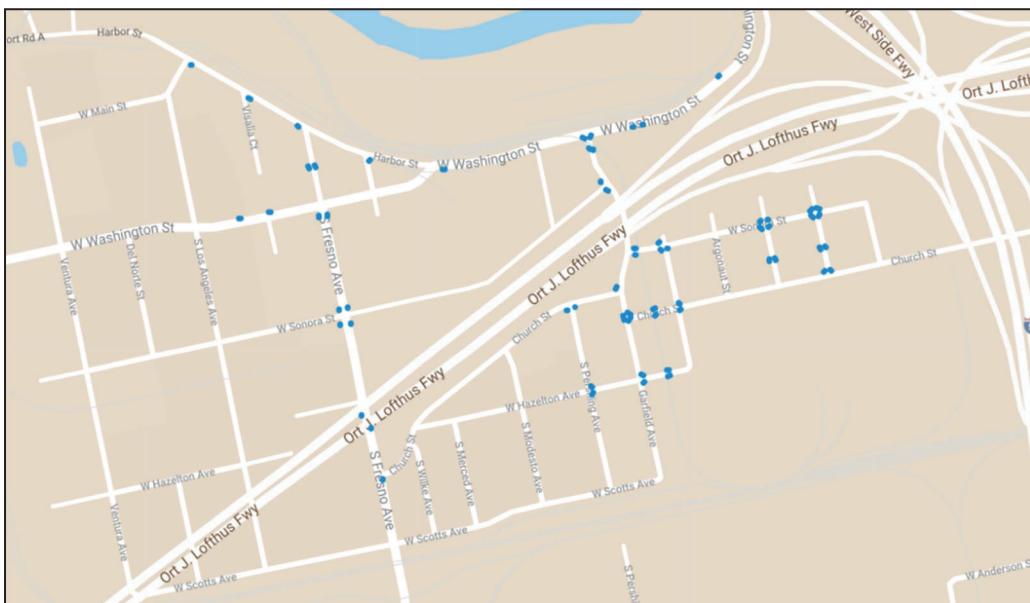 ort Rd A
Harbor St
ington St
West Side Fwy
Ort J. Lofth
W Main St
Visalia Ct
W Washington St
Ort J. Lofthus Fwy
Harbor St
W Washington St
W Washington St
S Fresno Ave
W Sonora St
Argonaut St
Church St
Ventura Ave
Del Norte St
S Los Angeles Ave
Ort J. Lofthus Fwy
W Sonora St
Church St
Church St
Ort J. Lofthus Fwy
S Pershing Ave
W Hazelton Ave
Garfield Ave
Church St
S Modesto Ave
S Merced Ave
S Wilke Ave
S Fresno Ave
W Hazelton Ave
W Scotts Ave
Ventura Ave
Ort J. Lofthus Fwy
W Scotts Ave
W Scotts Ave
S Pershi
W Anderson S